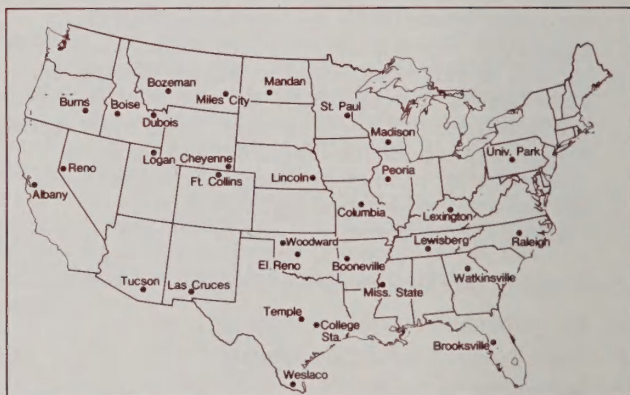 Bozeman
Miles City
Mandan
St. Paul
Burns
Boise
Dubois
Madison
Univ. Park
Logan
Cheyenne
Reno
Ft. Collins
Lincoln
Peoria
Albany
Columbia
Lexington
Woodward
Lewisberg
Raleigh
El Reno
Booneville
Watkinsville
Tucson
Las Cruces
Miss. State
Temple
College
Sta.
Brooksville
Weslaco